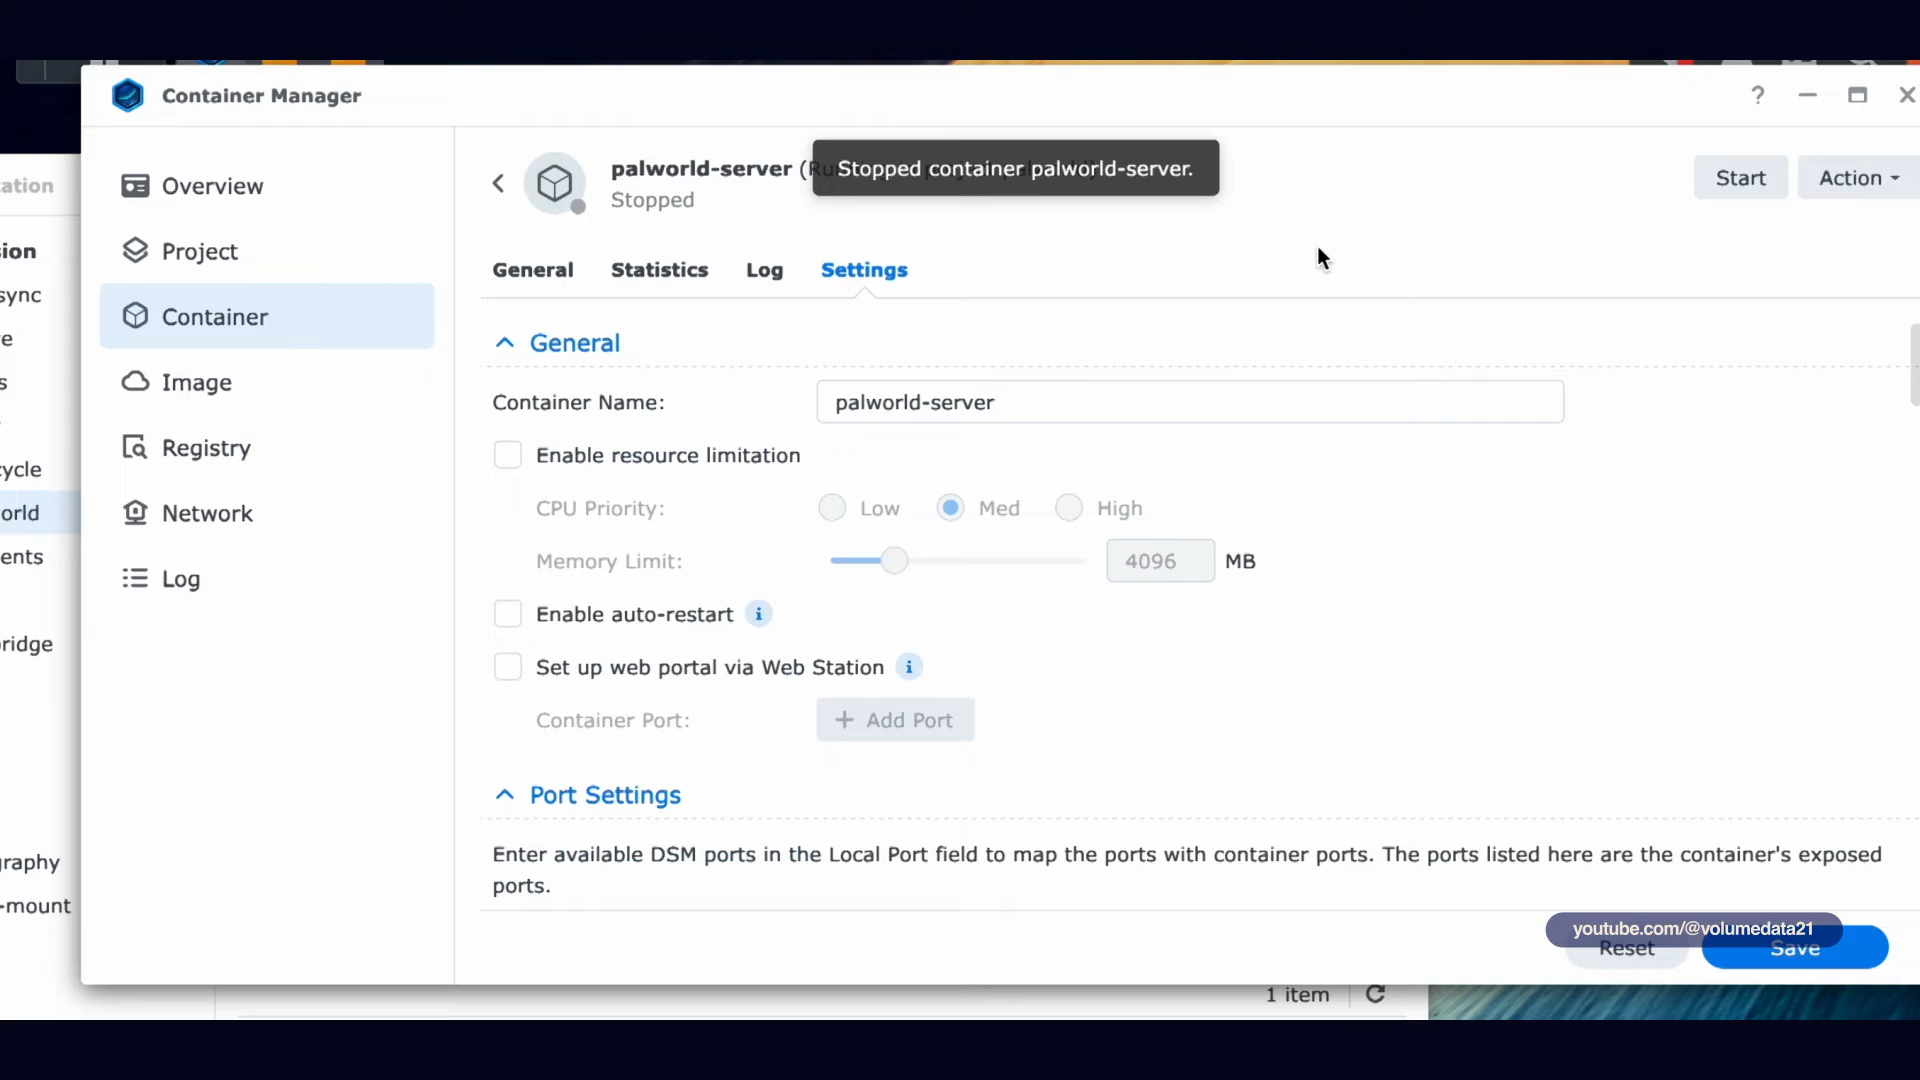 Container Manager
?
ation
Overview
palworld-server (Ru
Stopped container palworld-server.
Stopped
Start
Action
sion
Project
General
Statistics
Log
Settings
sync
Container
General
e
s
Image
Container Name:
palworld-server
Registry
Enable resource limitation
cycle
CPU Priority:
Low
Med
High
orld
Network
Memory Limit:
4096
MB
ents
Log
Enable auto-restart
i
ridge
Set up web portal via Web Station
i
Container Port:
+ Add Port
Port Settings
Enter available DSM ports in the Local Port field to map the ports with container ports. The ports listed here are the container's exposed
ports.
raphy
-mount
youtube.com/@volumedata21
Reset
Save
1 item